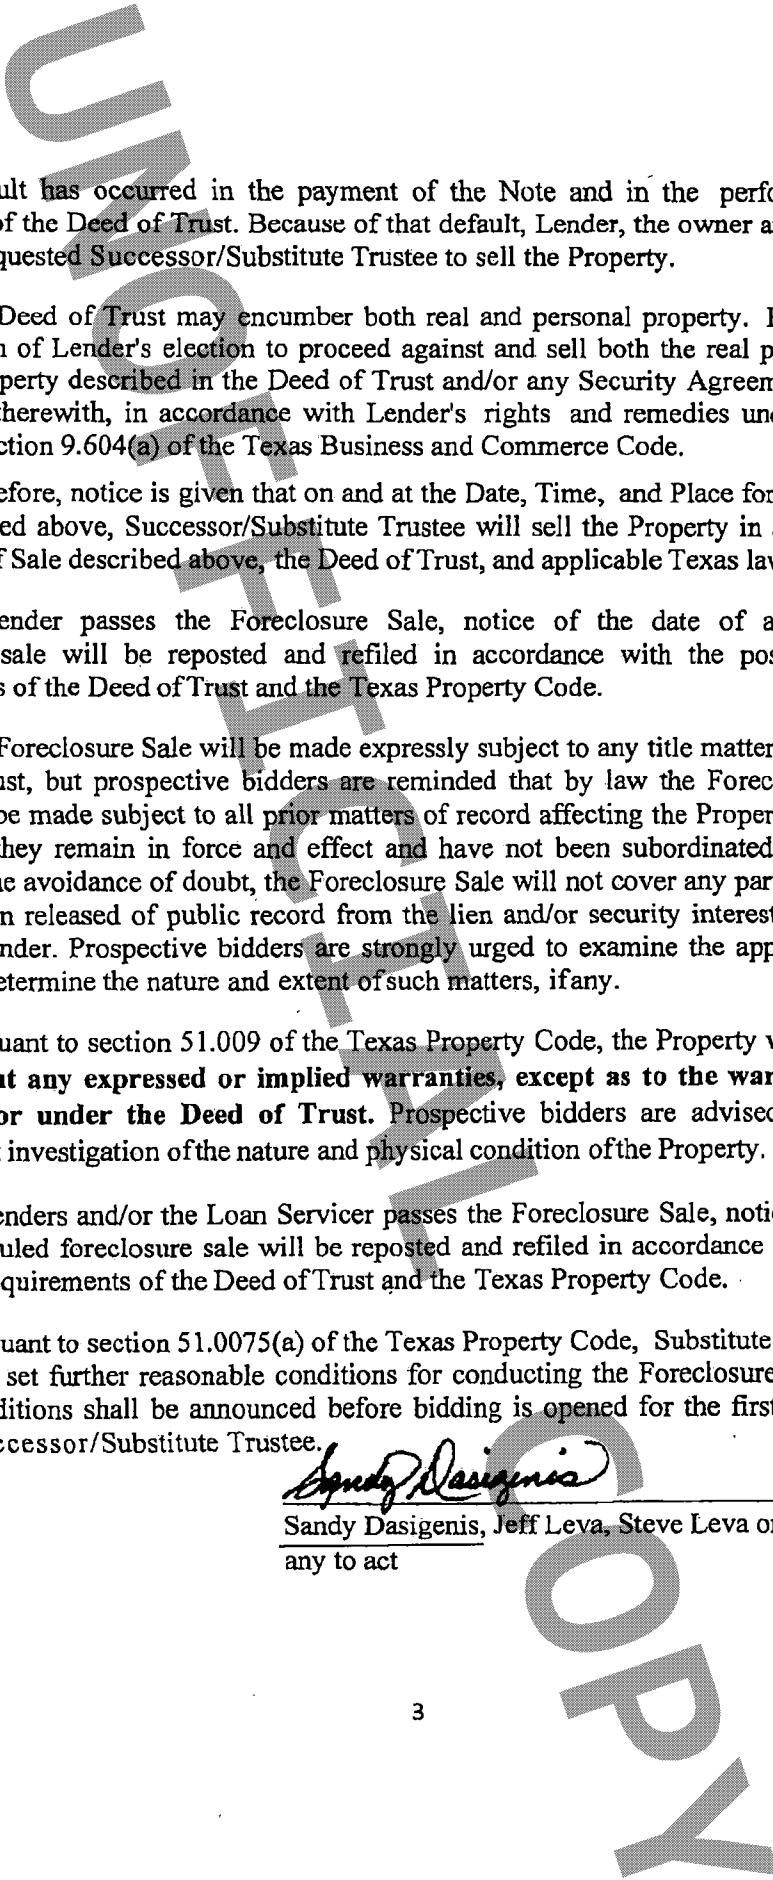 ult has occurred in the payment of the Note and in the perfo
of the Deed of Trust. Because of that default, Lender, the owner a
quested Successor/Substitute Trustee to sell the Property.
Deed of Trust may encumber both real and personal property.
n of Lender's election to proceed against and sell both the real p
perty described in the Deed of Trust and/or any Security Agreem
therewith, in accordance with Lender's rights and remedies und
ction 9.604(a) of the Texas Business and Commerce Code.
efore, notice is given that on and at the Date, Time, and Place for
ed above, Successor/Substitute Trustee will sell the Property in
f Sale described above, the Deed of Trust, and applicable Texas law
ender passes the Foreclosure Sale, notice of the date of a
sale will be reposted and refiled in accordance with the pos
s of the Deed of Trust and the Texas Property Code.
Foreclosure Sale will be made expressly subject to any title matter
ust, but prospective bidders are reminded that by law the Forec
be made subject to all prior matters of record affecting the Proper
they remain in force and effect and have not been subordinated
e avoidance of doubt, the Foreclosure Sale will not cover any par
n released of public record from the lien and/or security interest
nder. Prospective bidders are strongly urged to examine the app
etermine the nature and extent of such matters, if any.
uant to section 51.009 of the Texas Property Code, the Property
ut any expressed or implied warranties, except as to the war
or under the Deed of Trust. Prospective bidders are advised
t investigation of the nature and physical condition of the Property.
enders and/or the Loan Servicer passes the Foreclosure Sale, notic
uled foreclosure sale will be reposted and refiled in accordance
quirements of the Deed of Trust and the Texas Property Code.
uant to section 51.0075(a) of the Texas Property Code, Substitute
set further reasonable conditions for conducting the Foreclosure
ditions shall be announced before bidding is opened for the first
ccessor/Substitute Trustee.
Sandy Dasigenis
Sandy Dasigenis, Jeff Leva, Steve Leva or
any to act
3
UNOFFICIAL COPY